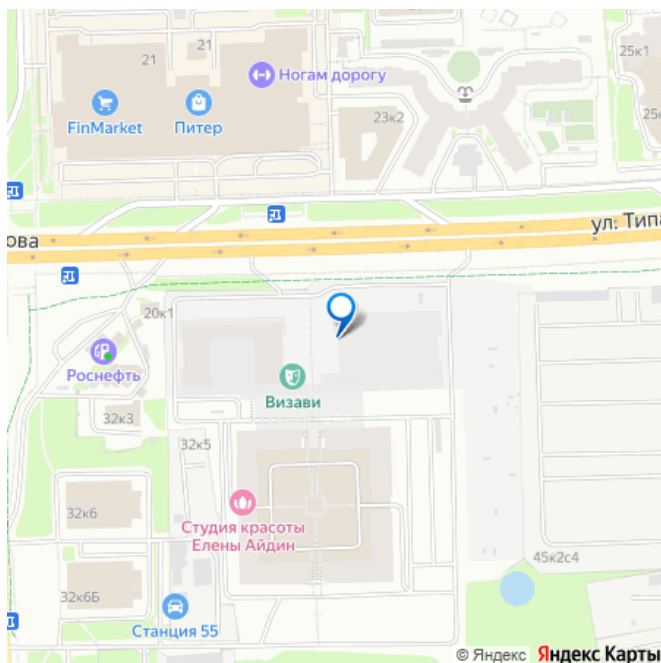 21
21
25к1
Ногам дорогу
FinMarket
Питер
23к2
25к
ова
ул. Типа
20к1
Роснефть
Визави
32к3
32к5
32к6
Студия красоты
Елены Айдин
45к2с4
32к6Б
Станция 55
© Яндекс Яндекс Карты